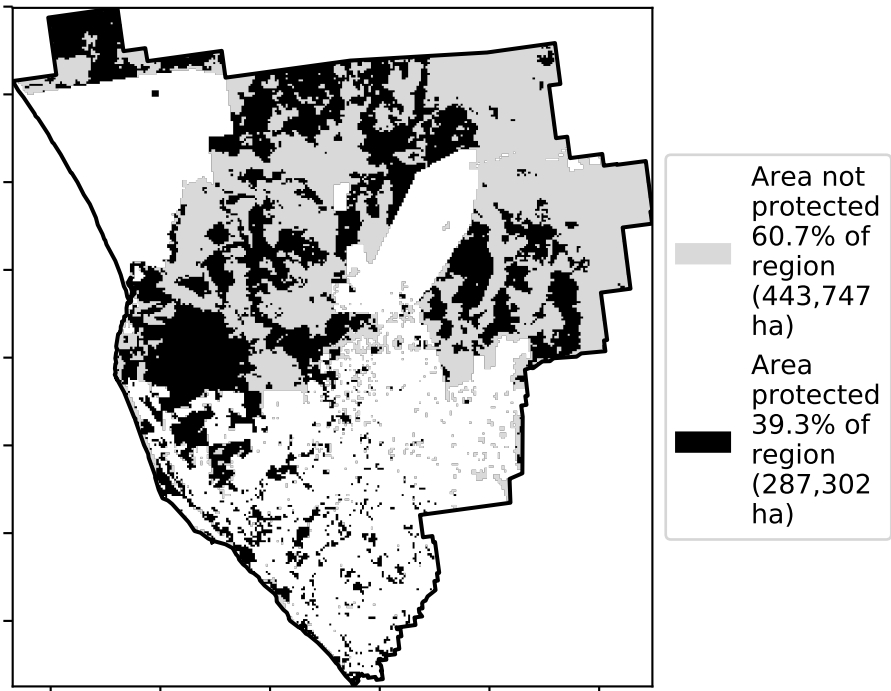 Area not
protected
60.7% of
region
(443,747
ha)
Area
protected
39.3% of
region
(287,302
ha)